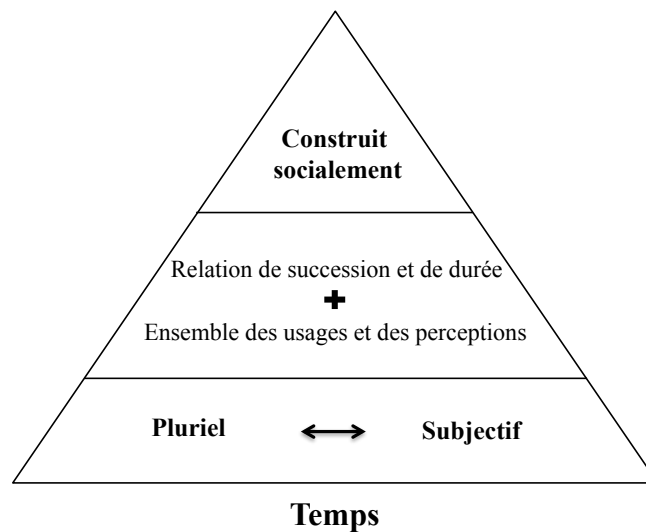 Construit
socialement
Relation de succession et de durée
+
Ensemble des usages et des perceptions
Pluriel ↔ Subjectif
Temps